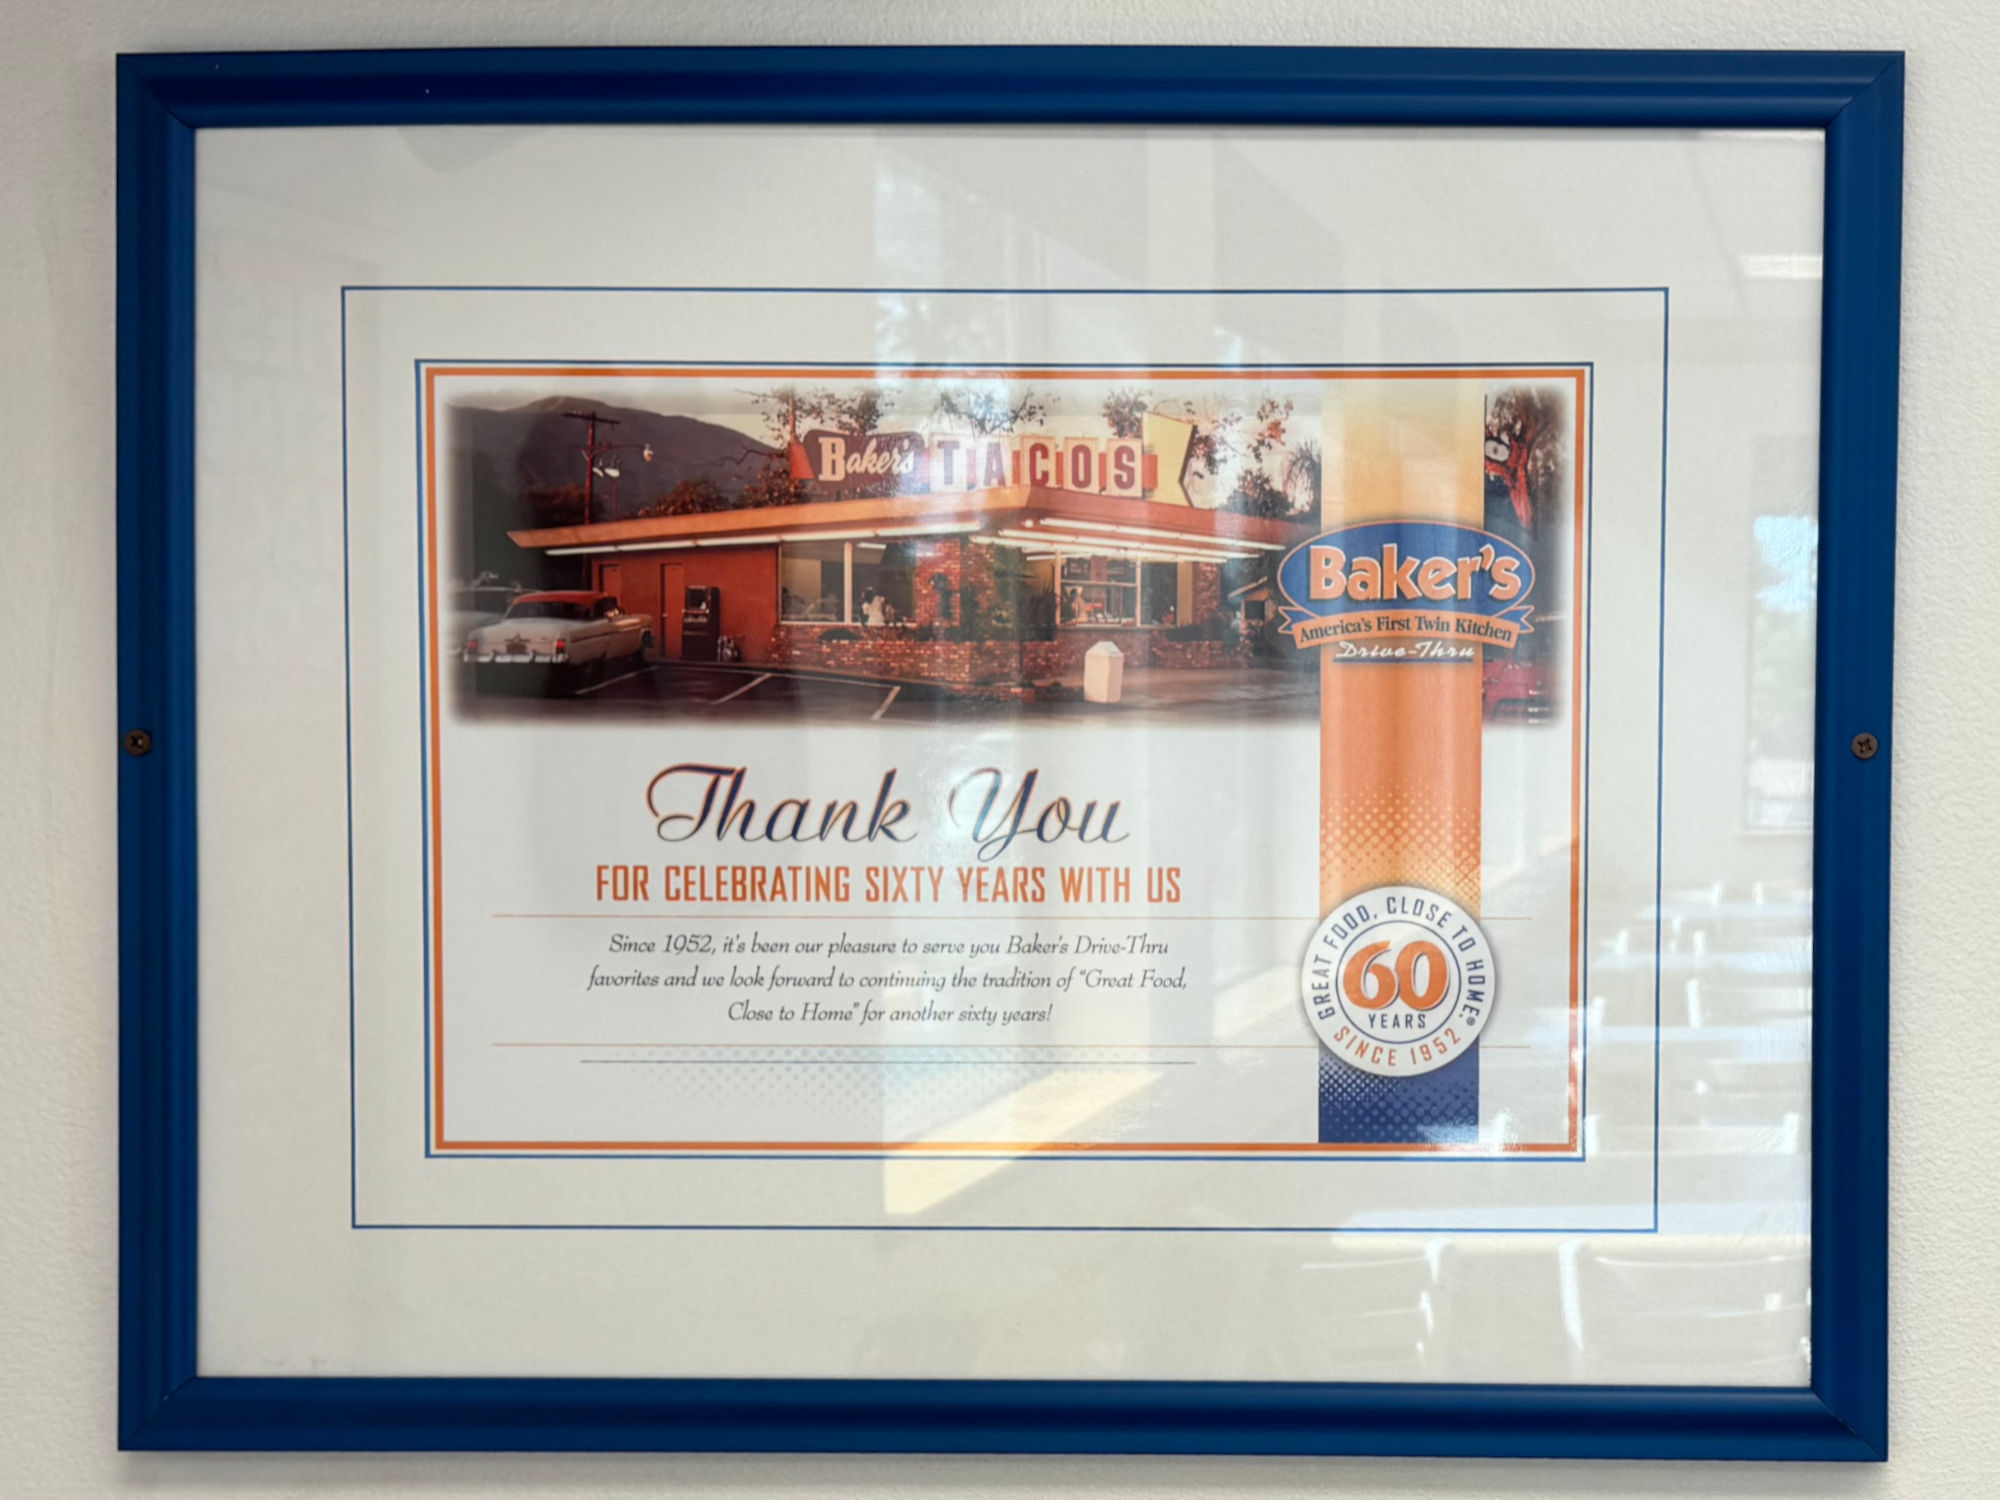 Baker's TACOS
Baker's
America's First Twin Kitchen
Drive-Thru
Thank You
FOR CELEBRATING SIXTY YEARS WITH US
Since 1952, it's been our pleasure to serve you Baker's Drive-Thru
favorites and we look forward to continuing the tradition of “Great Food,
Close to Home” for another sixty years!
GREAT FOOD, CLOSE TO HOME.®
60
YEARS
SINCE 1952